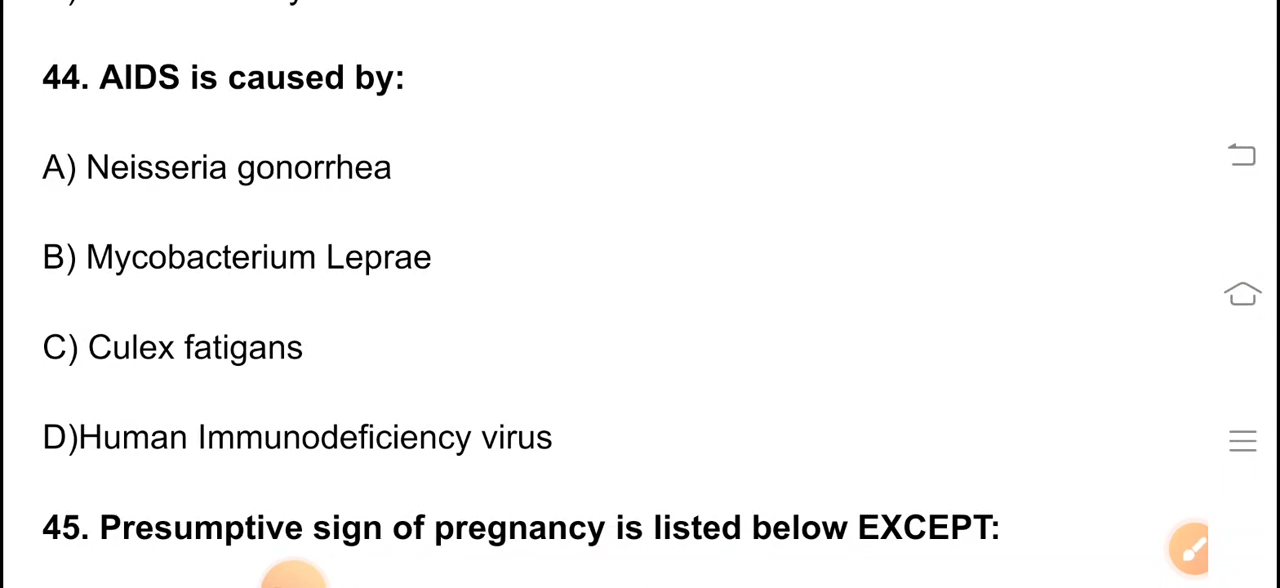 44. AIDS is caused by:
A) Neisseria gonorrhea
B) Mycobacterium Leprae
C) Culex fatigans
D)Human Immunodeficiency virus
45. Presumptive sign of pregnancy is listed below EXCEPT: